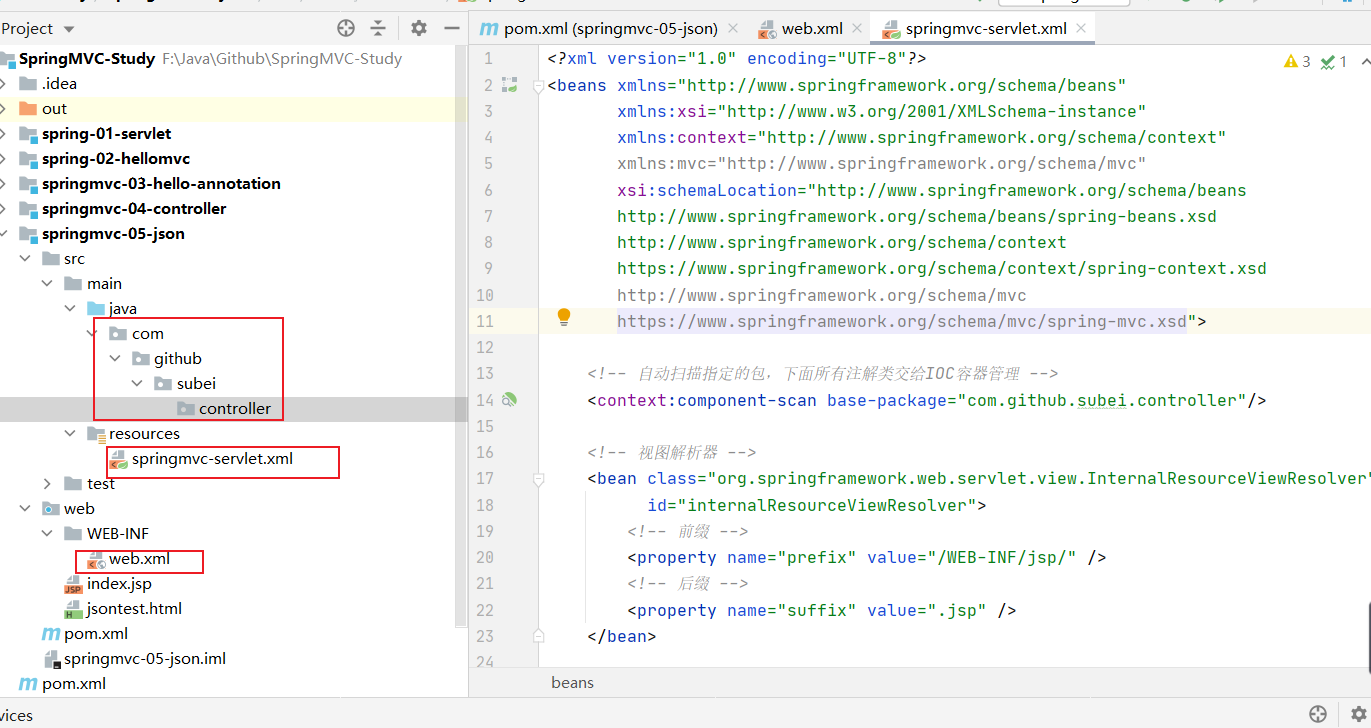 Project
SpringMVC-Study F:\Java\Github\SpringMVC-Study
.idea
out
spring-01-servlet
spring-02-hellomvc
springmvc-03-hello-annotation
springmvc-04-controller
springmvc-05-json
src
main
java
com
github
subei
controller
resources
springmvc-servlet.xml
test
web
WEB-INF
web.xml
index.jsp
jsontest.html
pom.xml
springmvc-05-json.iml
pom.xml
pom.xml (springmvc-05-json)
web.xml
springmvc-servlet.xml
3 1
1 <?xml version="1.0" encoding="UTF-8"?>
2 <beans xmlns="http://www.springframework.org/schema/beans"
3 xmlns:xsi="http://www.w3.org/2001/XMLSchema-instance"
4 xmlns:context="http://www.springframework.org/schema/context"
5 xmlns:mvc="http://www.springframework.org/schema/mvc"
6 xsi:schemaLocation="http://www.springframework.org/schema/beans
7 http://www.springframework.org/schema/beans/spring-beans.xsd
8 http://www.springframework.org/schema/context
9 https://www.springframework.org/schema/context/spring-context.xsd
10 http://www.springframework.org/schema/mvc
11 https://www.springframework.org/schema/mvc/spring-mvc.xsd">
12
13 <!-- 自动扫描指定的包，下面所有注解类交给IOC容器管理 -->
14 <context:component-scan base-package="com.github.subei.controller"/>
15
16 <!-- 视图解析器 -->
17 <bean class="org.springframework.web.servlet.view.InternalResourceViewResolver"
18 id="internalResourceViewResolver">
19 <!-- 前缀 -->
20 <property name="prefix" value="/WEB-INF/jsp/" />
21 <!-- 后缀 -->
22 <property name="suffix" value=".jsp" />
23 </bean>
24
beans
vices